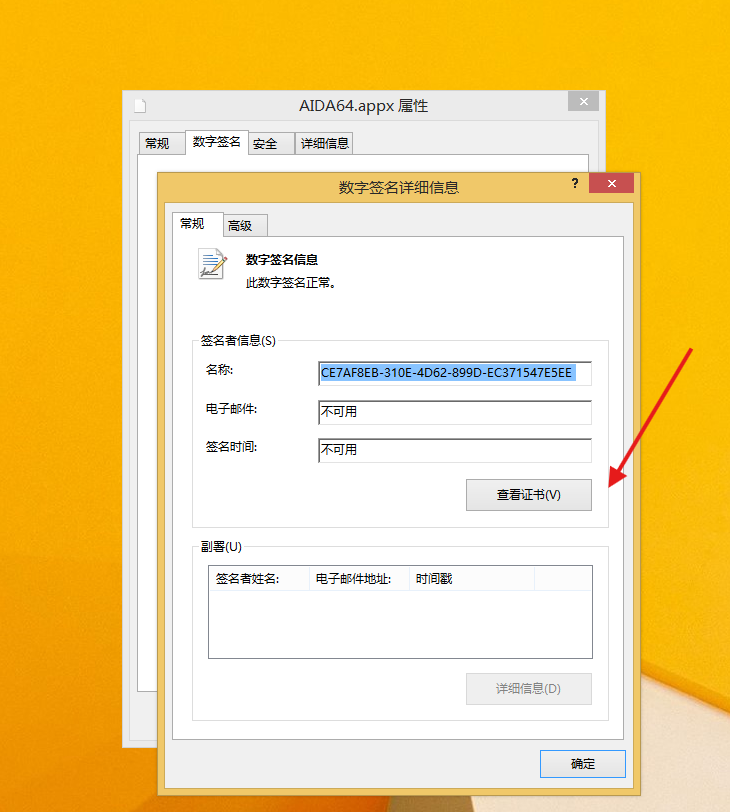 AIDA64.appx 属性
常规
数字签名
安全
详细信息
数字签名详细信息
?
常规
高级
数字签名信息
此数字签名正常。
签名者信息(S)
名称:
CE7AF8EB-310E-4D62-899D-EC371547E5EE
电子邮件:
不可用
签名时间:
不可用
查看证书(V)
副署(U)
签名者姓名:
电子邮件地址:
时间戳
详细信息(D)
确定